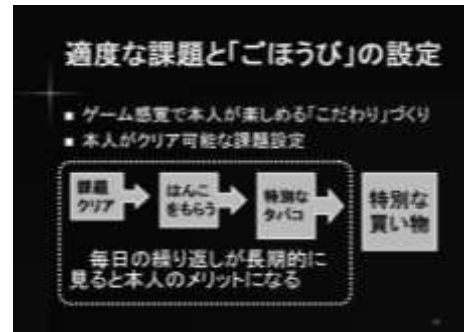 適度な課題と「ごほうび」の設定
■ ゲーム感覚で本人が楽しめる「こだわり」づくり
■ 本人がクリア可能な課題設定
課題
クリア
はんこ
をもらう
特別な
タバコ
特別な
買い物
毎日の繰り返しが長期的に
見ると本人のメリットになる